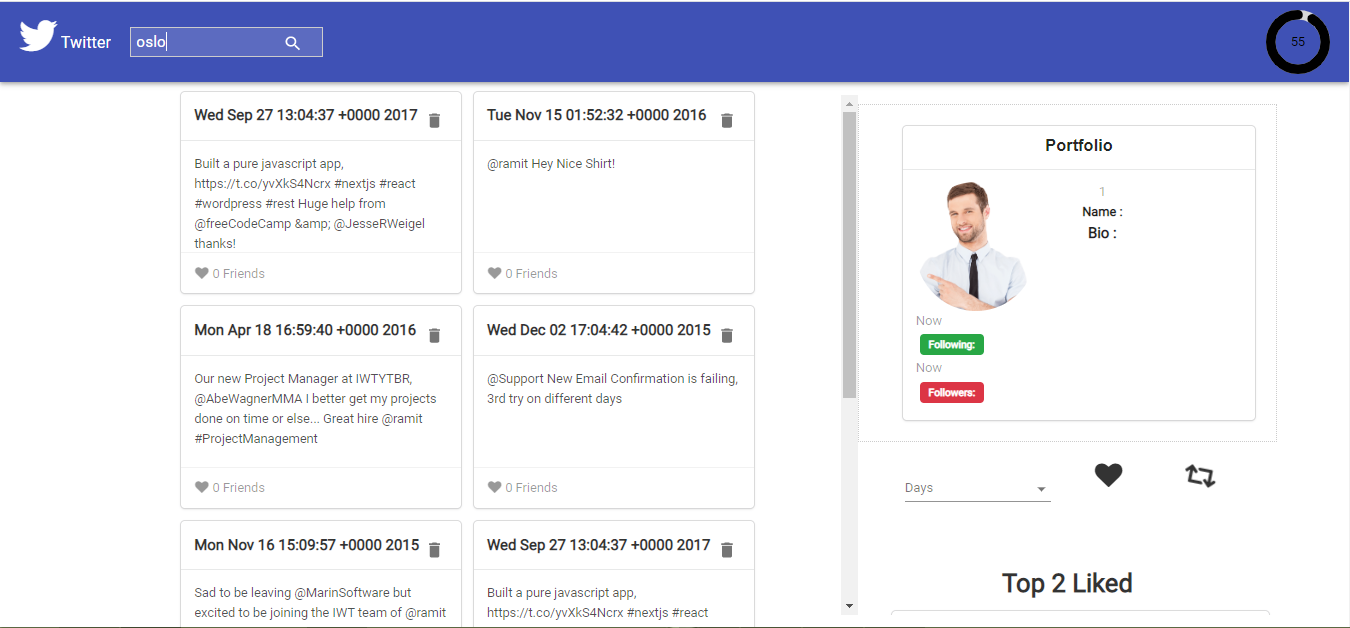 Twitter
oslo
55
Wed Sep 27 13:04:37 +0000 2017
Built a pure javascript app,
https://t.co/yvXkS4Ncrx #nextjs #react
#wordpress #rest Huge help from
@freeCodeCamp &amp; @JesseRWeigel
thanks!
0 Friends
Tue Nov 15 01:52:32 +0000 2016
@ramit Hey Nice Shirt!
0 Friends
Mon Apr 18 16:59:40 +0000 2016
Our new Project Manager at IWTYTBR,
@AbeWagnerMMA I better get my projects
done on time or else... Great hire @ramit
#ProjectManagement
0 Friends
Wed Dec 02 17:04:42 +0000 2015
@Support New Email Confirmation is failing,
3rd try on different days
0 Friends
Mon Nov 16 15:09:57 +0000 2015
Sad to be leaving @MarinSoftware but
excited to be joining the IWT team of @ramit
Wed Sep 27 13:04:37 +0000 2017
Built a pure javascript app,
https://t.co/yvXkS4Ncrx #nextjs #react
Portfolio
1
Name :
Bio :
Now
Following:
Now
Followers:
Days
Top 2 Liked